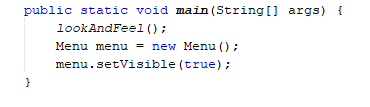 public static void main(String[] args) {
lookAndFeel();
Menu menu = new Menu();
menu.setVisible(true);
}